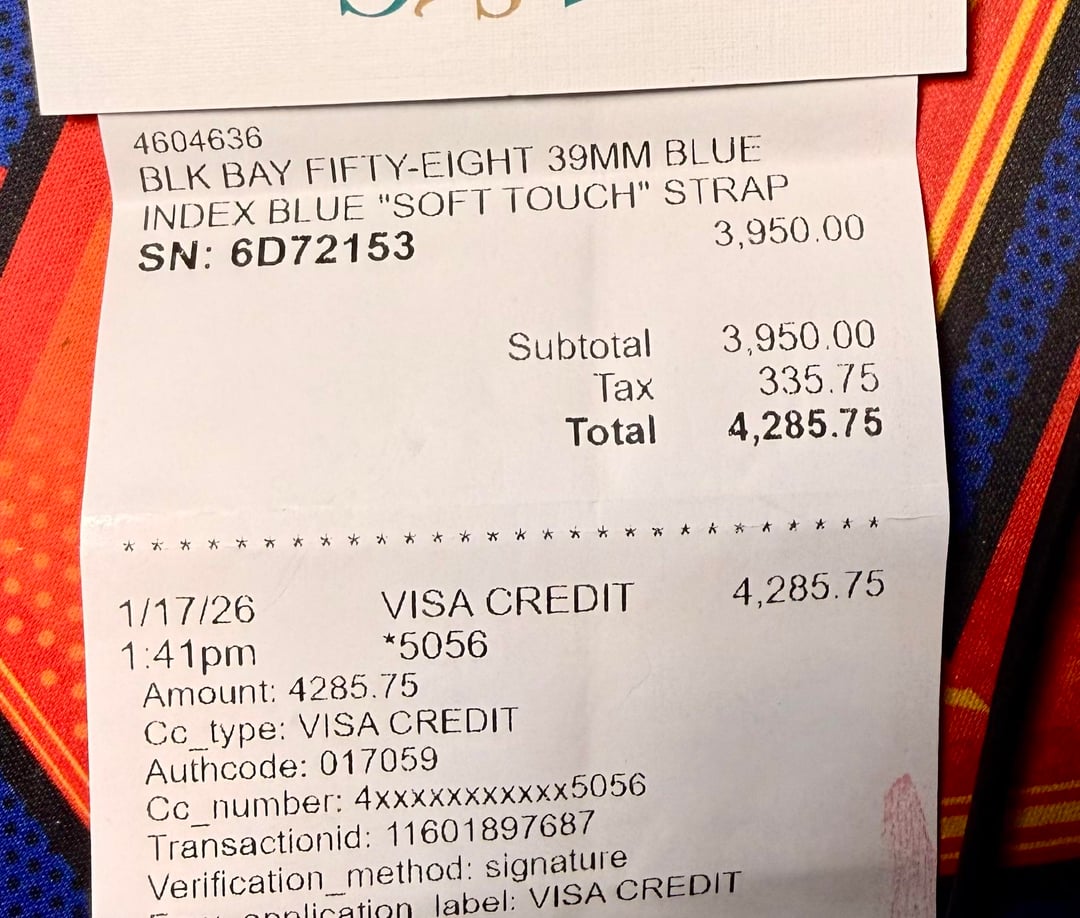 4604636
BLK BAY FIFTY-EIGHT 39MM BLUE
INDEX BLUE "SOFT TOUCH" STRAP
SN: 6D72153 3,950.00
Subtotal 3,950.00
Tax 335.75
Total 4,285.75
* * * * * * * * * * * * * * * * * * * * * * * * * * * *
1/17/26 VISA CREDIT 4,285.75
1:41pm *5056
Amount: 4285.75
Cc_type: VISA CREDIT
Authcode: 017059
Cc_number: 4xxxxxxxxxxx5056
Transactionid: 11601897687
Verification_method: signature
application_label: VISA CREDIT